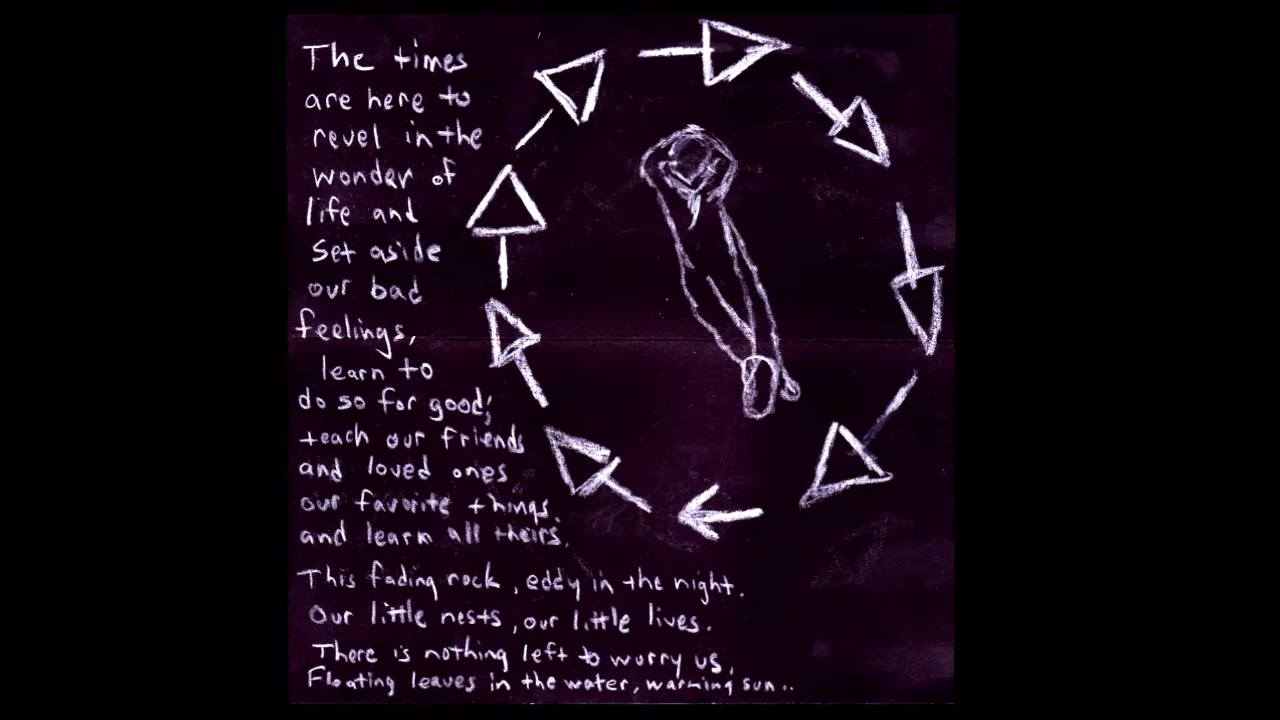 The times
are here to
revel in the
wonder of
life and
set aside
our bad
feelings,
learn to
do so for good;
teach our friends
and loved ones
our favorite things.
and learn all theirs.
This fading rock, eddy in the night.
Our little nests, our little lives.
There is nothing left to worry us,
Floating leaves in the water, warming sun..